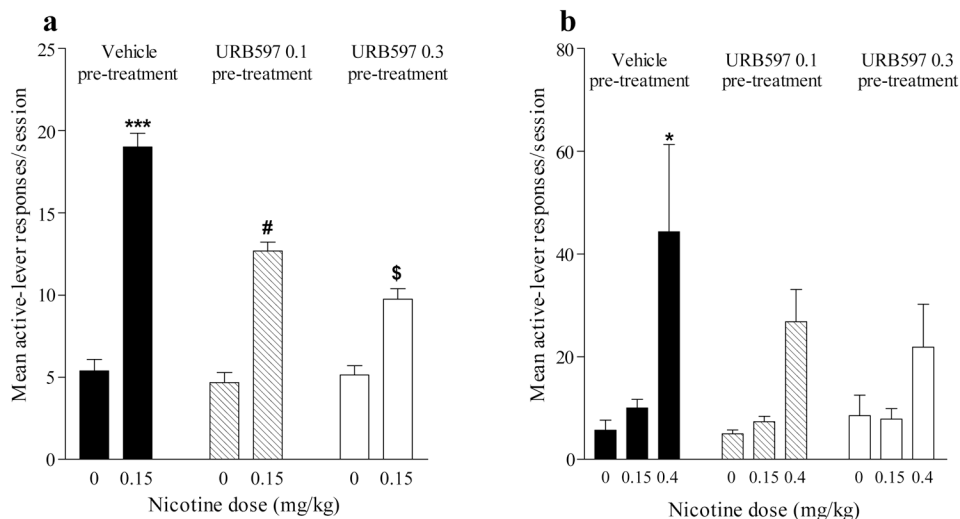 a
Vehicle
pre-treatment
URB597 0.1
pre-treatment
URB597 0.3
pre-treatment
Mean active-lever responses/session
25
20
15
10
5
0
***
#
$
0 0.15 0 0.15 0 0.15
Nicotine dose (mg/kg)
b
Vehicle
pre-treatment
URB597 0.1
pre-treatment
URB597 0.3
pre-treatment
Mean active-lever responses/session
80
60
40
20
0
*
0 0.15 0.4 0 0.15 0.4 0 0.15 0.4
Nicotine dose (mg/kg)